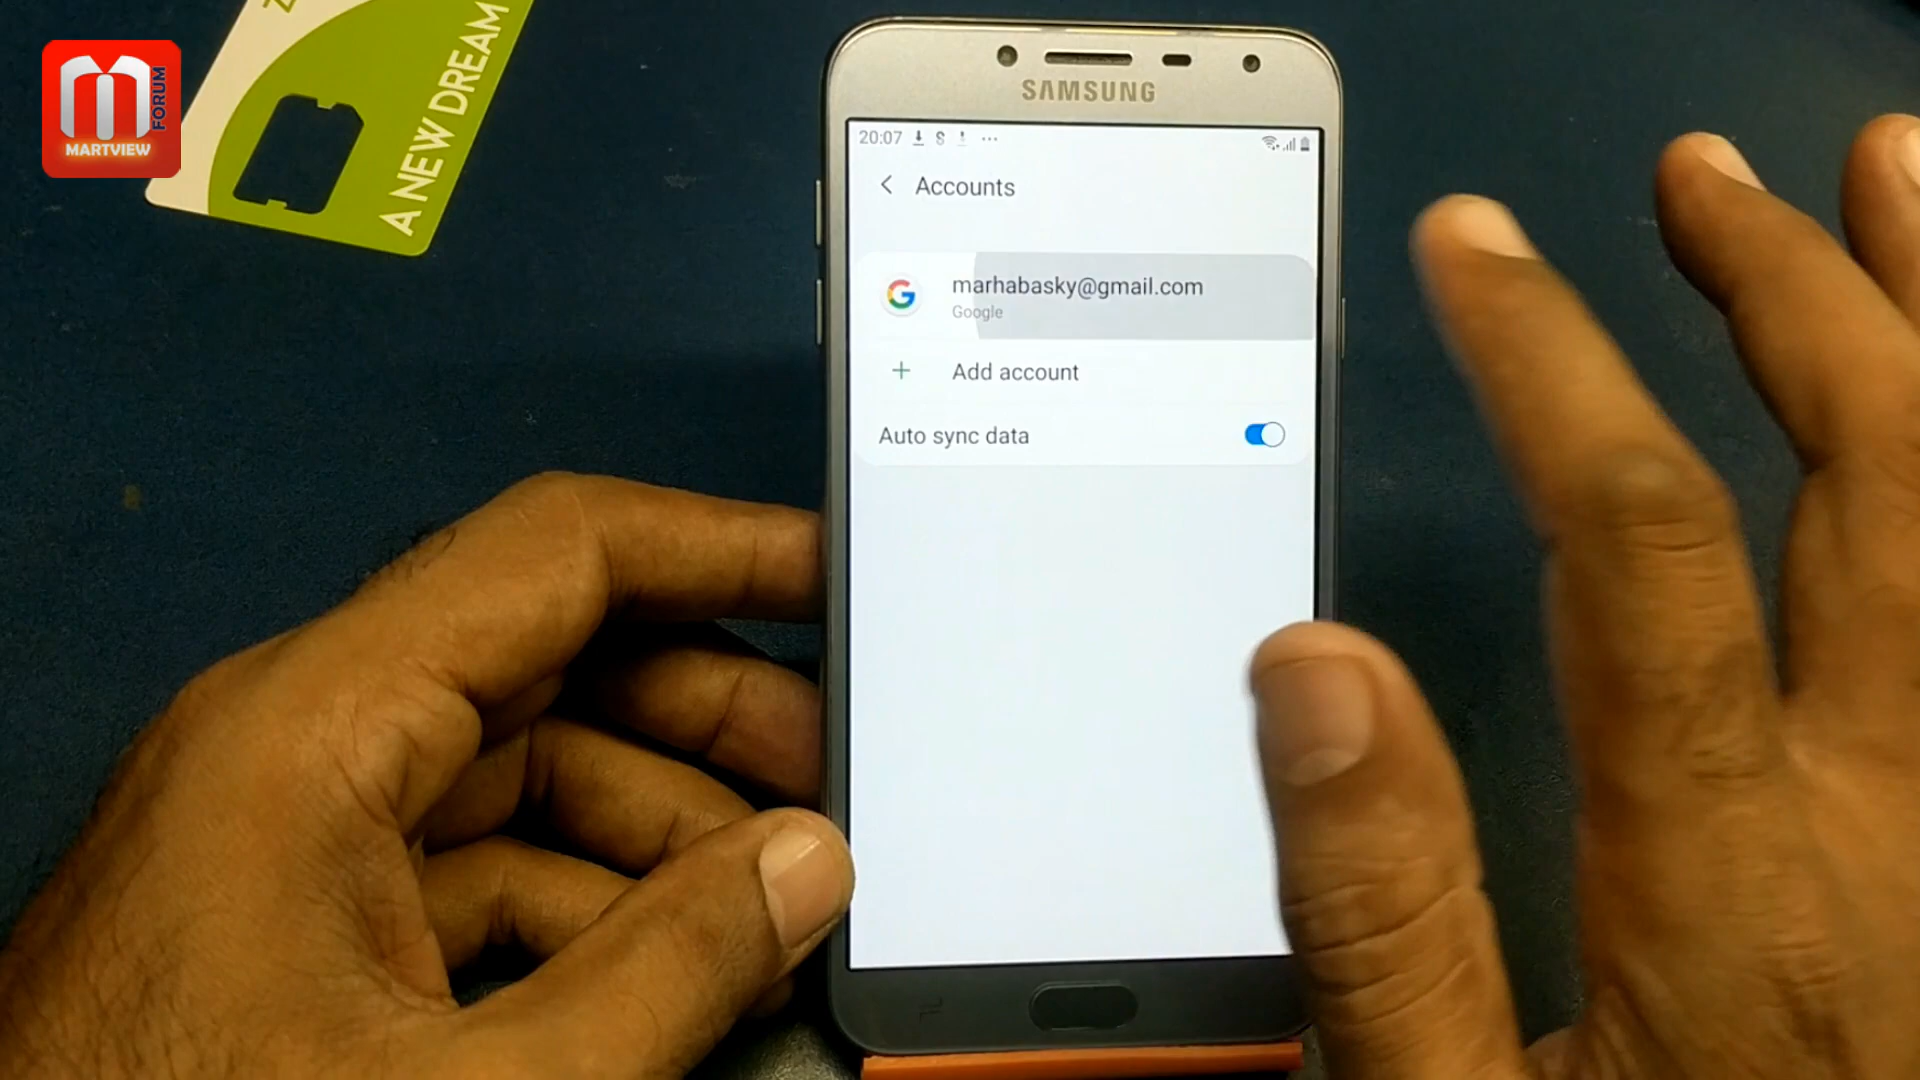 FORUM
MARTVIEW
A NEW DREAM
SAMSUNG
20:07
Accounts
marhabasky@gmail.com
Google
Add account
Auto sync data